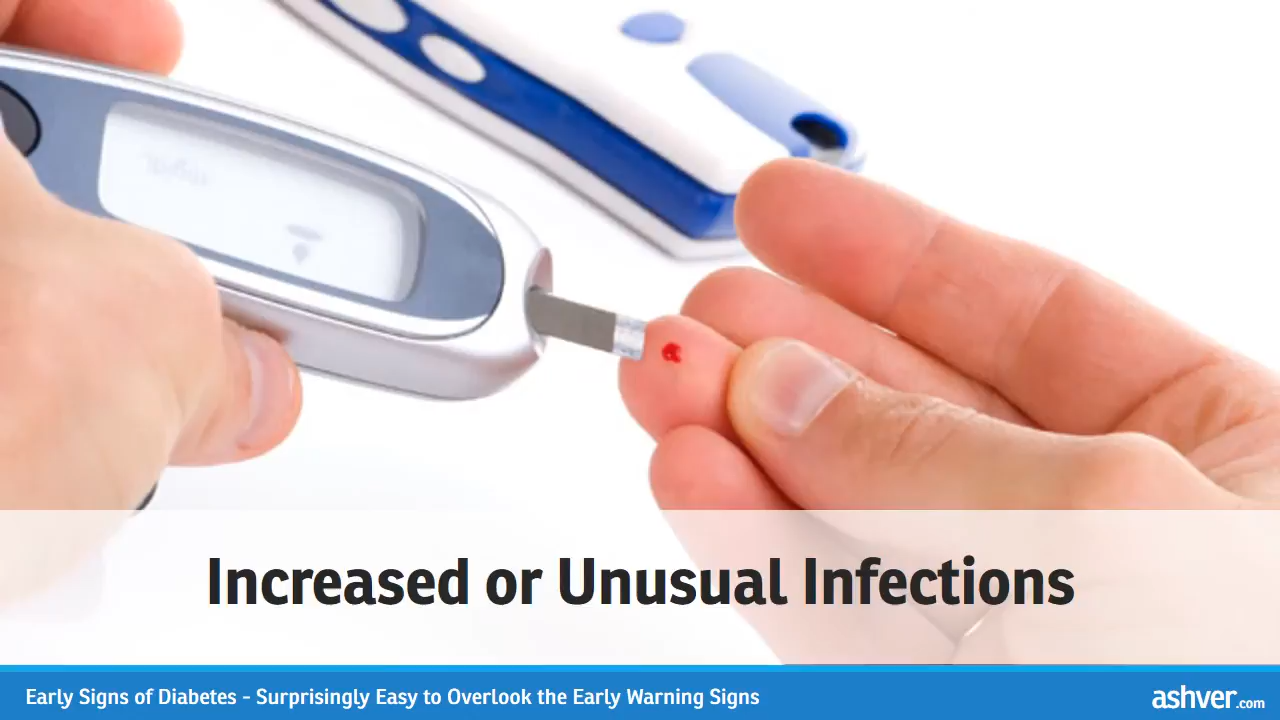 Increased or Unusual Infections
Early Signs of Diabetes - Surprisingly Easy to Overlook the Early Warning Signs
ashver.com